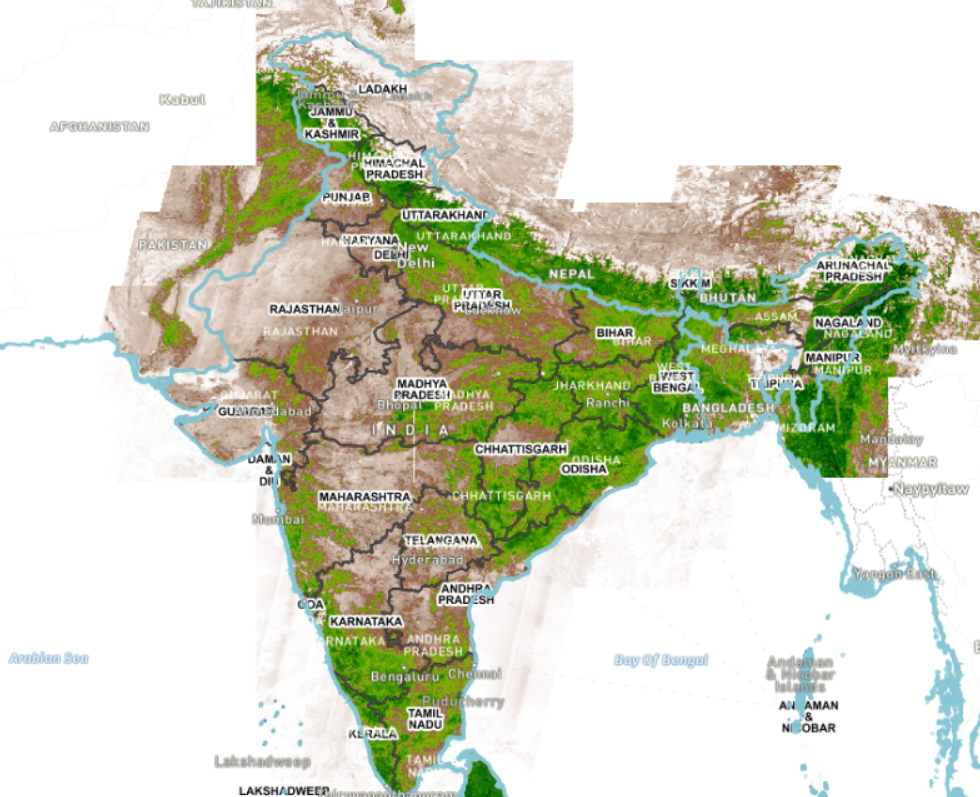 TAJIKISTAN
LADAKH
Ladakh
Kabul
Jammu &
Kashmir
JAMMU
&
KASHMIR
AFGHANISTAN
HIMACHAL
PRADESH
PUNJAB
UTTARAKHAND
UTTARAKHAND
HARYANA
PAKISTAN
DELHI
New
Delhi
NEPAL
SIKKIM
BHUTAN
ARUNACHAL
PRADESH
UTTAR
PRADESH
Lucknow
RAJASTHAN
Jaipur
RAJASTHAN
ASSAM
NAGALAND
NAGALAND
BIHAR
BIHAR
MEGHALAYA
Myitkyina
MANIPUR
MANIPUR
WEST
BENGAL
TRIPURA
MADHYA
PRADESH
MADHYA
PRADESH
Bhopal
JHARKHAND
Ranchi
GUJARAT
GUJARAT
Ahmedabad
BANGLADESH
Kolkata
MIZORAM
INDIA
Mandalay
CHHATTISGARH
MYANMAR
DAMAN
&
DIU
ODISHA
ODISHA
Naypyitaw
MAHARASHTRA
MAHARASHTRA
CHHATTISGARH
Mumbai
TELANGANA
Hyderabad
Yangon East
ANDHRA
PRADESH
GOA
KARNATAKA
KARNATAKA
ANDHRA
PRADESH
Arabian Sea
Bay Of Bengal
Andaman
& Nicobar
Islands
Bengaluru
Chennai
Puducherry
ANDAMAN
&
NICOBAR
TAMIL
NADU
KERALA
Lakshadweep
TAMIL
NADU
LAKSHADWEEP
Thiruvananthapuram